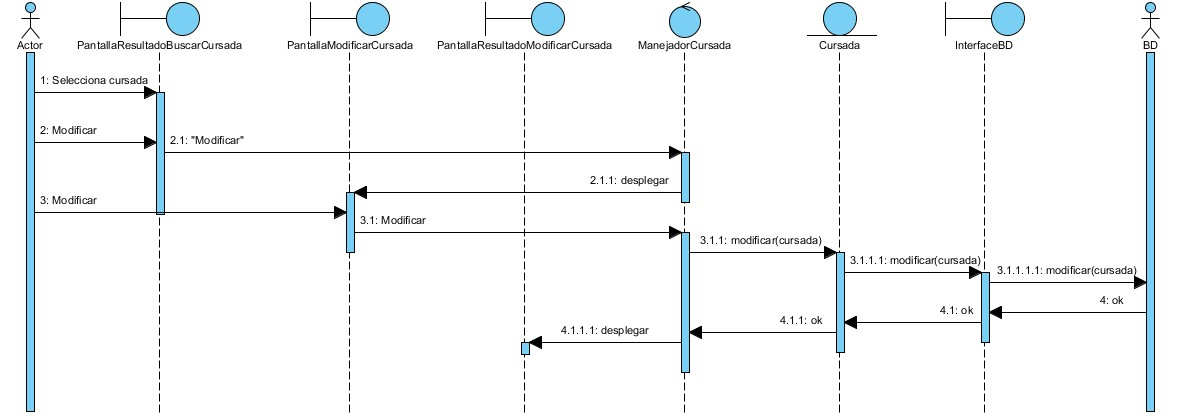 Actor
PantallaResultadoBuscarCursada
PantallaModificarCursada
PantallaResultadoModificarCursada
ManejadorCursada
Cursada
InterfaceBD
BD
1: Selecciona cursada
2: Modificar
2.1: "Modificar"
2.1.1: desplegar
3: Modificar
3.1: Modificar
3.1.1: modificar(cursada)
3.1.1.1: modificar(cursada)
3.1.1.1.1: modificar(cursada)
4: ok
4.1: ok
4.1.1: ok
4.1.1.1: desplegar